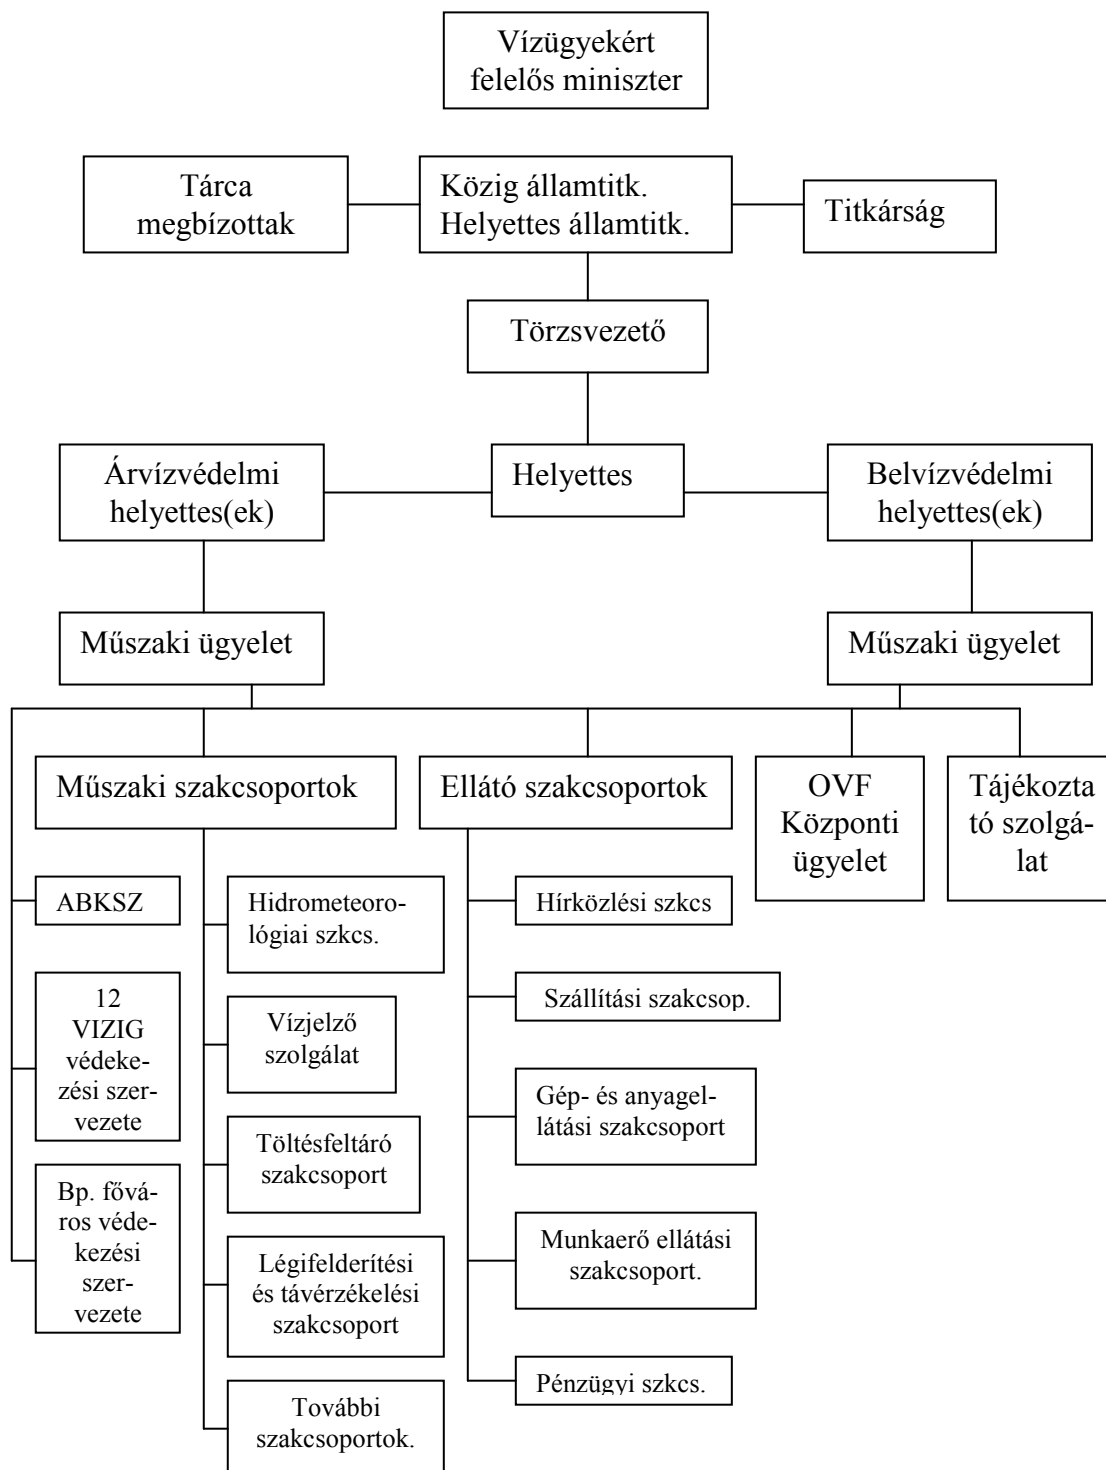 Vízügyekért
felelős miniszter
Tárca
megbízottak
Közig államtitk.
Helyettes államtitk.
Titkárság
Törzsvezető
Árvízvédelmi
helyettes(ek)
Helyettes
Belvízvédelmi
helyettes(ek)
Műszaki ügyelet
Műszaki ügyelet
Műszaki szakcsoportok
Ellátó szakcsoportok
OVF
Központi
ügyelet
Tájékozta
tó szolgá-
lat
ABKSZ
12
VIZIG
védeke-
zési szer-
vezete
Bp. fővá-
ros véde-
kezési
szer-
vezete
Hidrometeoro-
lógiai szkcs.
Vízjelző
szolgálat
Töltésfeltáró
szakcsoport
Légifelderítési
és távérzékelési
szakcsoport
További
szakcsoportok.
Hírközlési szkcs
Szállítási szakcsop.
Gép- és anyagel-
látási szakcsoport
Munkaerő ellátási
szakcsoport.
Pénzügyi szkcs.